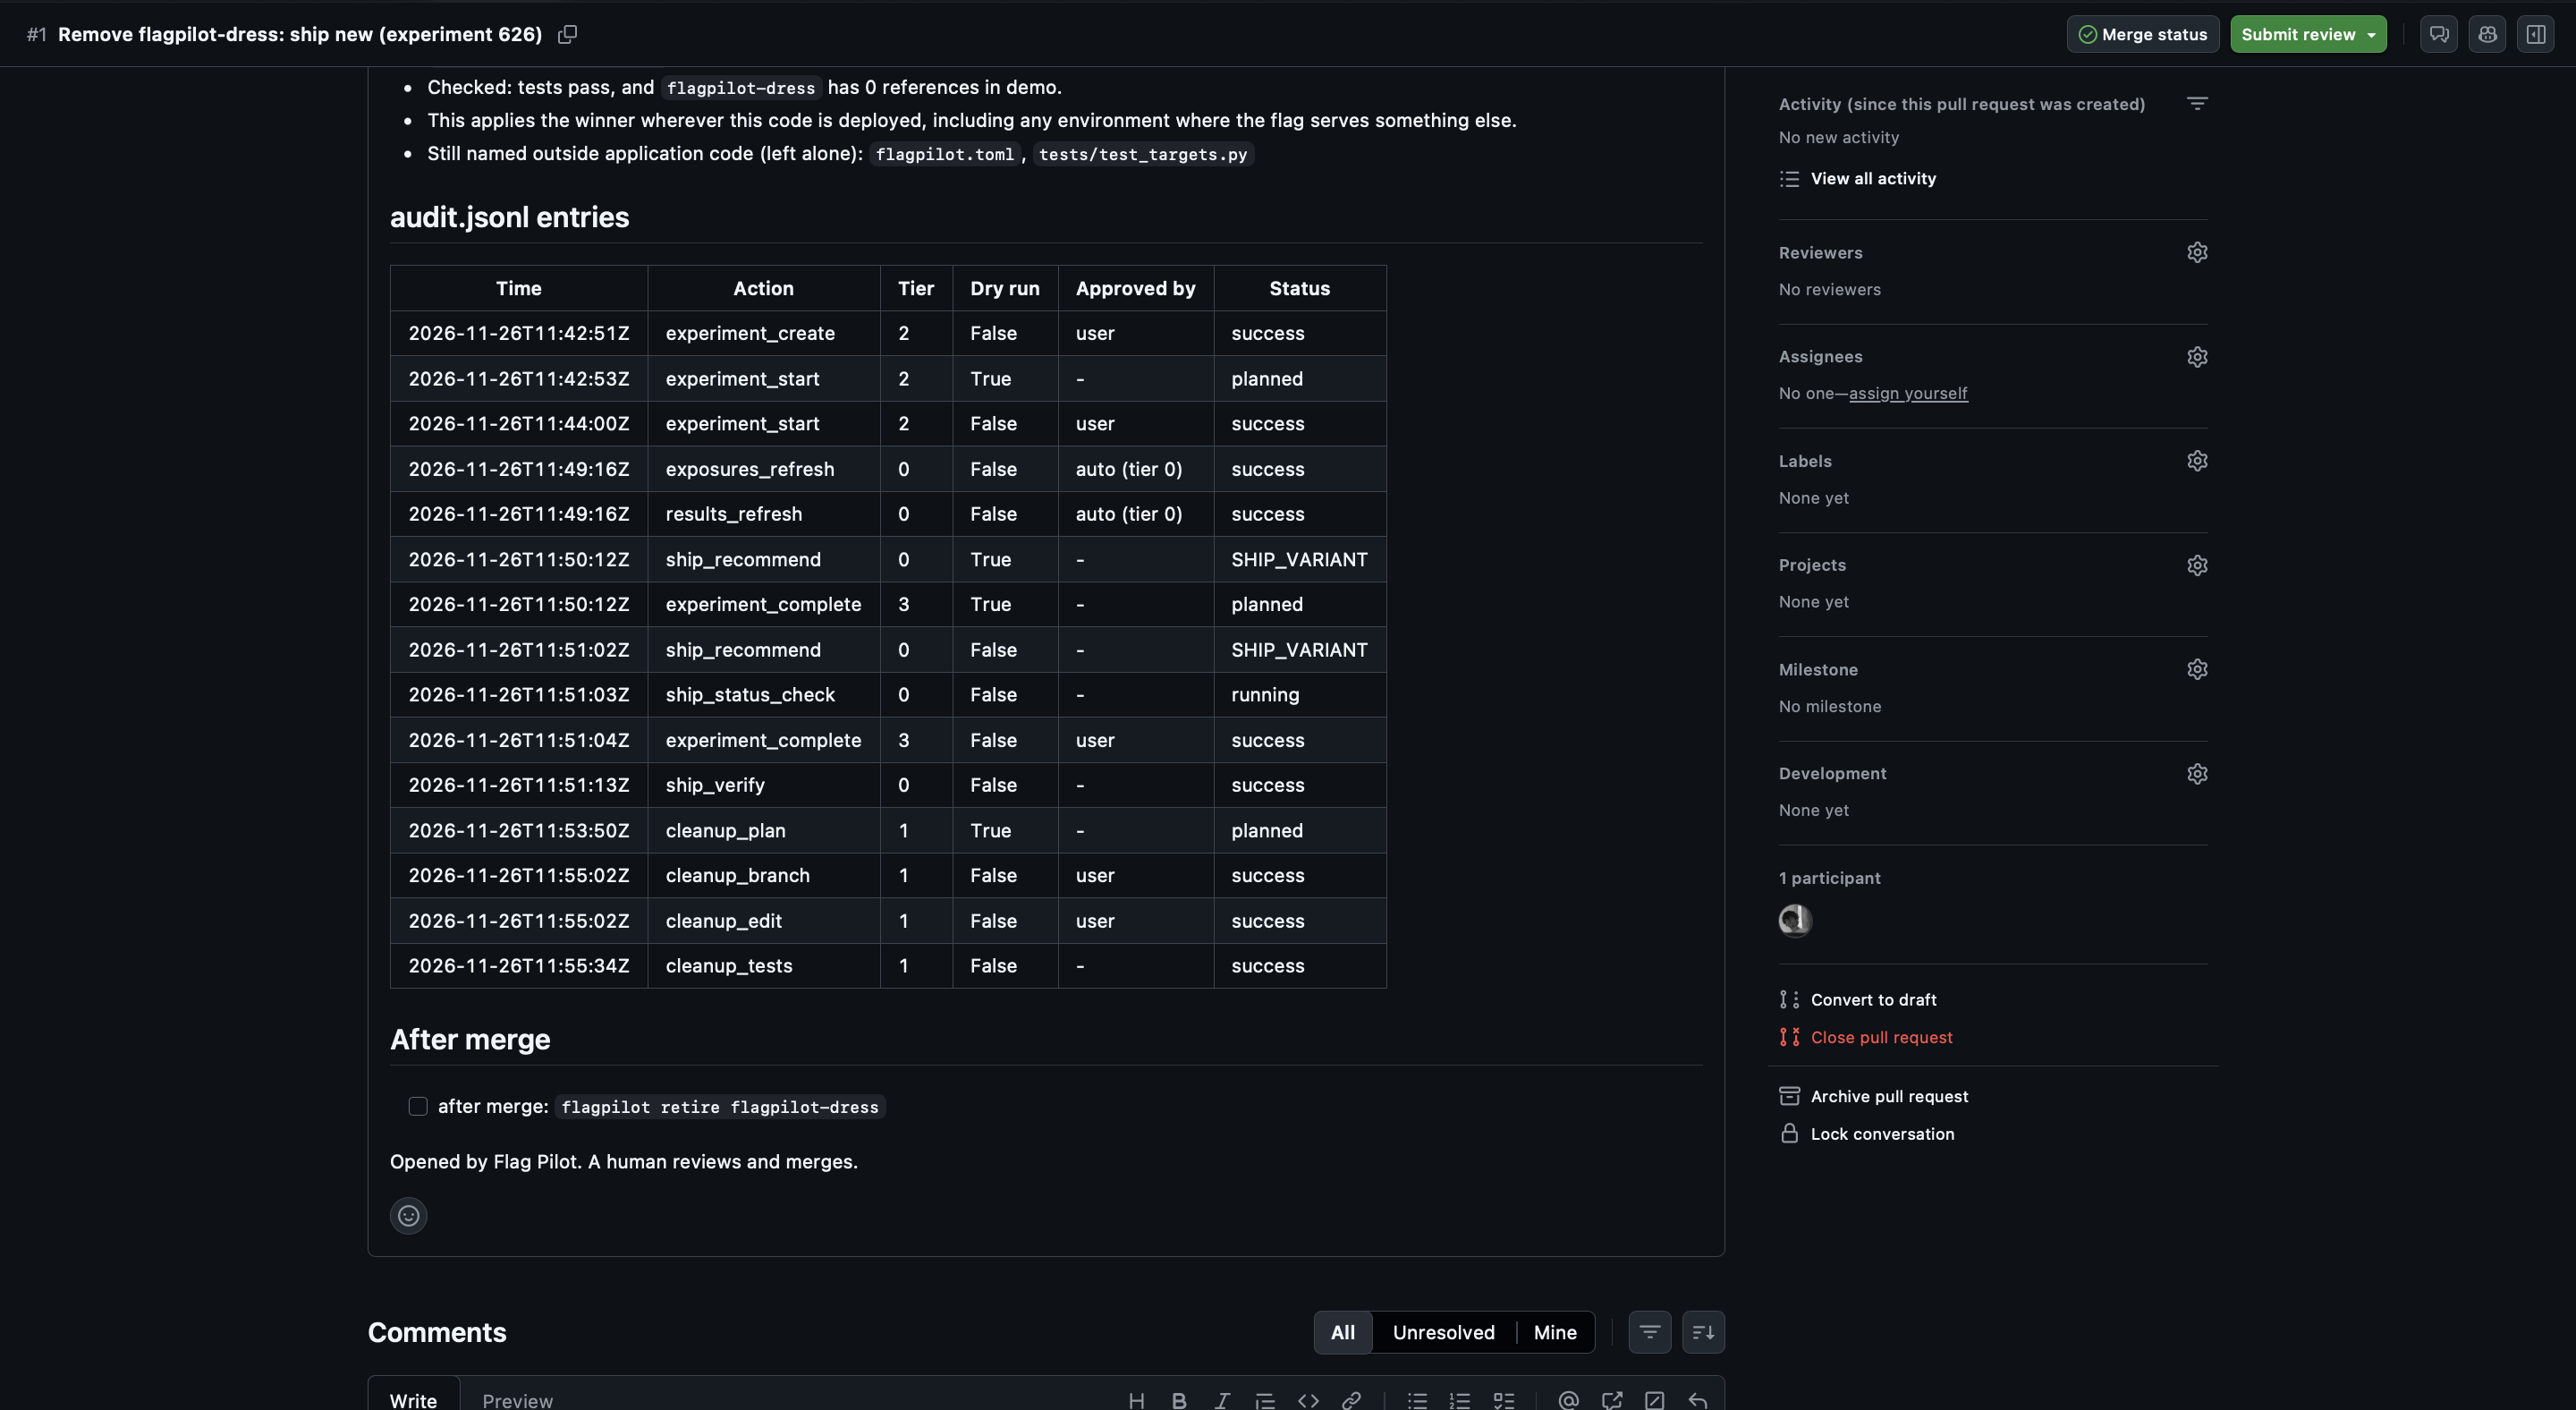 #1 Remove flagpilot-dress: ship new (experiment 626)
Merge status
Submit review
Checked: tests pass, and flagpilot-dress has 0 references in demo.
This applies the winner wherever this code is deployed, including any environment where the flag serves something else.
Still named outside application code (left alone): flagpilot.toml, tests/test_targets.py
audit.jsonl entries
Time Action Tier Dry run Approved by Status
2026-11-26T11:42:51Z experiment_create 2 False user success
2026-11-26T11:42:53Z experiment_start 2 True - planned
2026-11-26T11:44:00Z experiment_start 2 False user success
2026-11-26T11:49:16Z exposures_refresh 0 False auto (tier 0) success
2026-11-26T11:49:16Z results_refresh 0 False auto (tier 0) success
2026-11-26T11:50:12Z ship_recommend 0 True - SHIP_VARIANT
2026-11-26T11:50:12Z experiment_complete 3 True - planned
2026-11-26T11:51:02Z ship_recommend 0 False - SHIP_VARIANT
2026-11-26T11:51:03Z ship_status_check 0 False - running
2026-11-26T11:51:04Z experiment_complete 3 False user success
2026-11-26T11:51:13Z ship_verify 0 False - success
2026-11-26T11:53:50Z cleanup_plan 1 True - planned
2026-11-26T11:55:02Z cleanup_branch 1 False user success
2026-11-26T11:55:02Z cleanup_edit 1 False user success
2026-11-26T11:55:34Z cleanup_tests 1 False - success
After merge
after merge: flagpilot retire flagpilot-dress
Opened by Flag Pilot. A human reviews and merges.
Comments
All Unresolved Mine
Write Preview
Activity (since this pull request was created)
No new activity
View all activity
Reviewers
No reviewers
Assignees
No one—assign yourself
Labels
None yet
Projects
None yet
Milestone
No milestone
Development
None yet
1 participant
Convert to draft
Close pull request
Archive pull request
Lock conversation